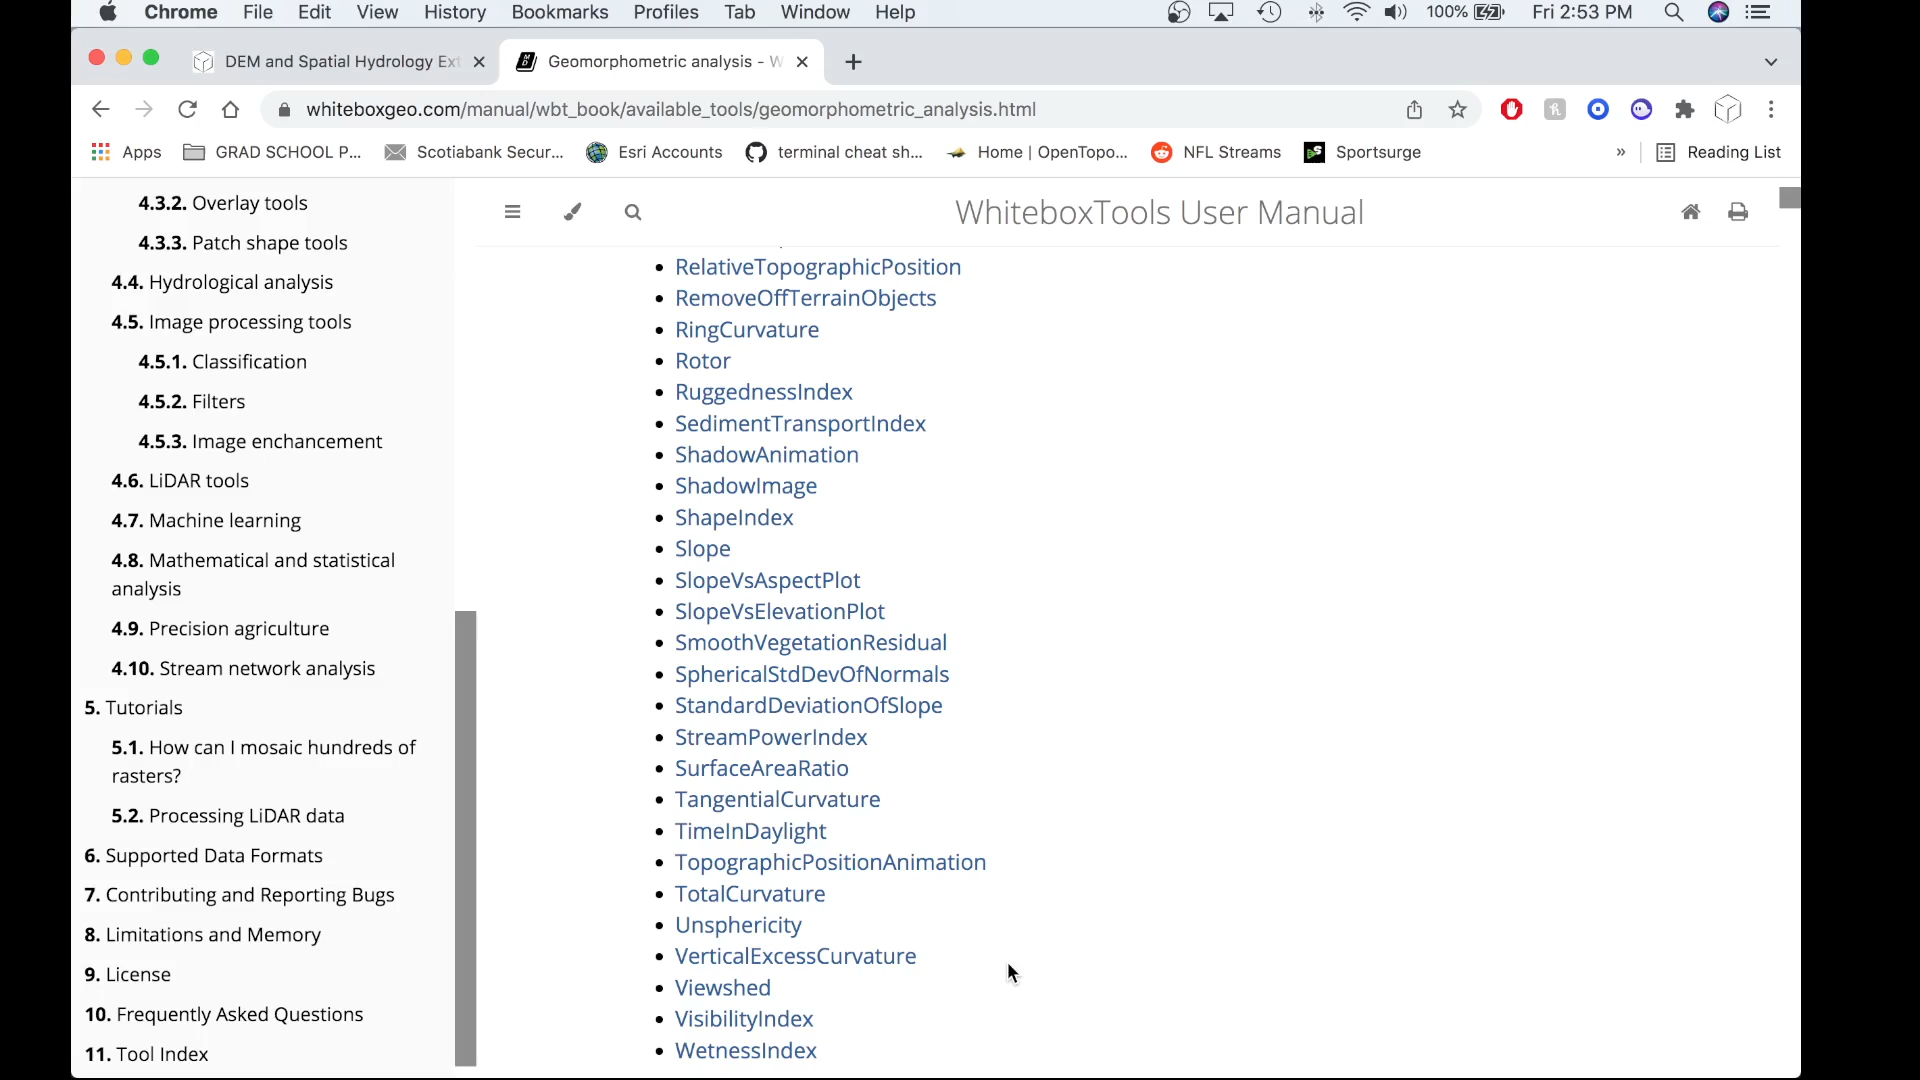 Chrome File Edit View History Bookmarks Profiles Tab Window Help 100% Fri 2:53 PM
DEM and Spatial Hydrology Ext
Geomorphometric analysis - W
whiteboxgeo.com/manual/wbt_book/available_tools/geomorphometric_analysis.html
Apps GRAD SCHOOL P... Scotiabank Secur... Esri Accounts terminal cheat sh... Home | OpenTopo... NFL Streams Sportsurge » Reading List
4.3.2. Overlay tools
4.3.3. Patch shape tools
4.4. Hydrological analysis
4.5. Image processing tools
4.5.1. Classification
4.5.2. Filters
4.5.3. Image enchancement
4.6. LiDAR tools
4.7. Machine learning
4.8. Mathematical and statistical
analysis
4.9. Precision agriculture
4.10. Stream network analysis
5. Tutorials
5.1. How can I mosaic hundreds of
rasters?
5.2. Processing LiDAR data
6. Supported Data Formats
7. Contributing and Reporting Bugs
8. Limitations and Memory
9. License
10. Frequently Asked Questions
11. Tool Index
WhiteboxTools User Manual
RelativeTopographicPosition
RemoveOffTerrainObjects
RingCurvature
Rotor
RuggednessIndex
SedimentTransportIndex
ShadowAnimation
ShadowImage
ShapeIndex
Slope
SlopeVsAspectPlot
SlopeVsElevationPlot
SmoothVegetationResidual
SphericalStdDevOfNormals
StandardDeviationOfSlope
StreamPowerIndex
SurfaceAreaRatio
TangentialCurvature
TimeInDaylight
TopographicPositionAnimation
TotalCurvature
Unsphericity
VerticalExcessCurvature
Viewshed
VisibilityIndex
WetnessIndex